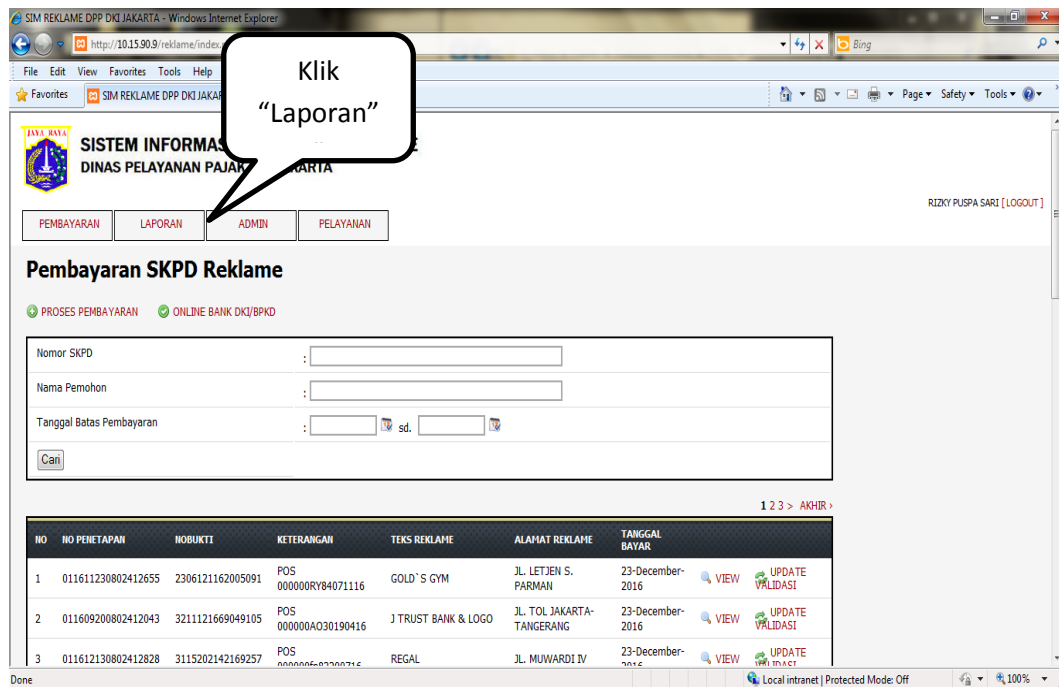 SIM REKLAME DPP DKI JAKARTA - Windows Internet Explorer
http://10.15.90.9/reklame/index.
Bing
File Edit View Favorites Tools Help
Favorites SIM REKLAME DPP DKI JAKAR
Page Safety Tools
Klik
“Laporan”
JAYA RAYA
SISTEM INFORMAS
DINAS PELAYANAN PAJAK ARTA
RIZKY PUSPA SARI [ LOGOUT ]
PEMBAYARAN LAPORAN ADMIN PELAYANAN
Pembayaran SKPD Reklame
PROSES PEMBAYARAN ONLINE BANK DKI/BPKD
Nomor SKPD :
Nama Pemohon :
Tanggal Batas Pembayaran : sd.
Cari
1 2 3 > AKHIR ›
NO NO PENETAPAN NOBUKTI KETERANGAN TEKS REKLAME ALAMAT REKLAME TANGGAL BAYAR
1 011611230802412655 2306121162005091 POS 000000RY84071116 GOLD`S GYM JL. LETJEN S. PARMAN 23-December-2016 VIEW UPDATE VALIDASI
2 011609200802412043 3211121669049105 POS 000000AO30190416 J TRUST BANK & LOGO JL. TOL JAKARTA-TANGERANG 23-December-2016 VIEW UPDATE VALIDASI
3 011612130802412828 3115202142169257 POS REGAL JL. MUWARDI IV 23-December-2016 VIEW UPDATE VALIDASI
Done
Local intranet | Protected Mode: Off
100%